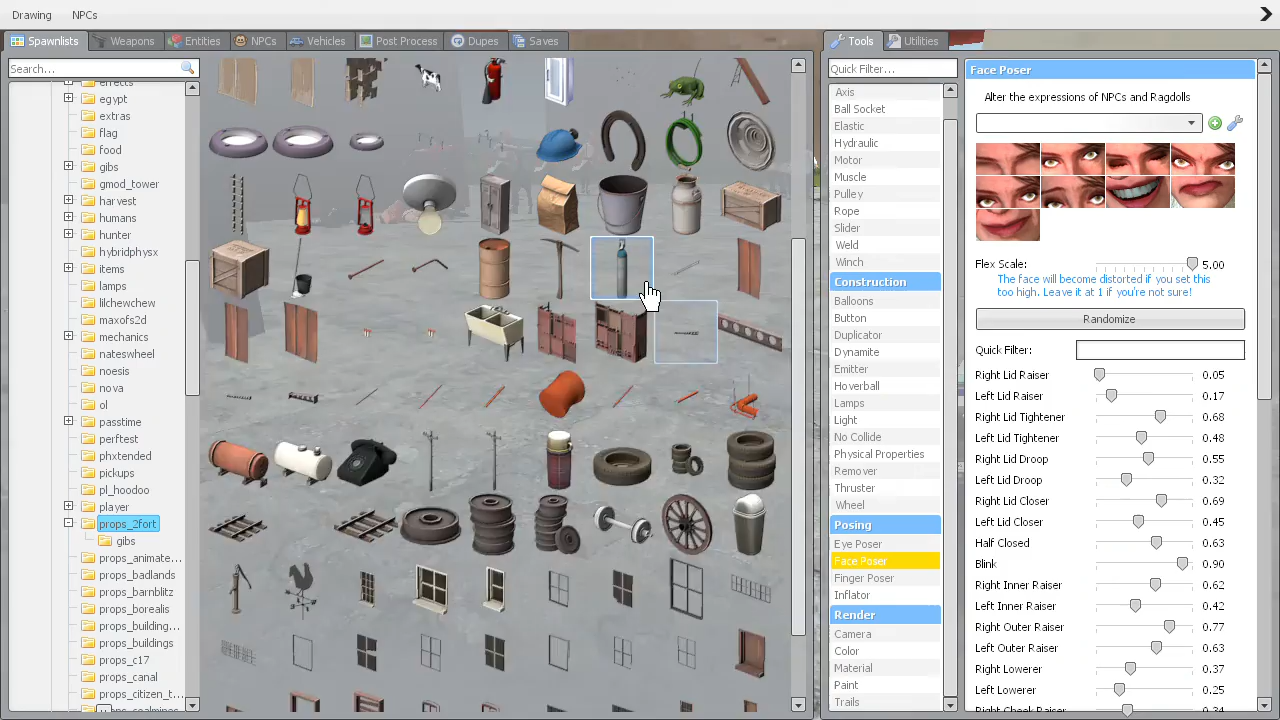 Drawing NPCs
Spawnlists Weapons Entities NPCs Vehicles Post Process Dupes Saves
Search...
effects
egypt
extras
flag
food
gibs
gmod_tower
harvest
humans
hunter
hybridphysx
items
lamps
lilchewchew
maxofs2d
mechanics
nateswheel
noesis
nova
ol
passtime
perftest
phxtended
pickups
pl_hoodoo
player
props_2fort
gibs
props_animate...
props_badlands
props_barnblitz
props_borealis
props_building...
props_buildings
props_c17
props_canal
props_citizen_t...
Tools Utilities
Quick Filter...
Axis
Ball Socket
Elastic
Hydraulic
Motor
Muscle
Pulley
Rope
Slider
Weld
Winch
Construction
Balloons
Button
Duplicator
Dynamite
Emitter
Hoverball
Lamps
Light
No Collide
Physical Properties
Remover
Thruster
Wheel
Posing
Eye Poser
Face Poser
Finger Poser
Inflator
Render
Camera
Color
Material
Paint
Trails
Face Poser
Alter the expressions of NPCs and Ragdolls
Flex Scale: 5.00
The face will become distorted if you set this
too high. Leave it at 1 if you're not sure!
Randomize
Quick Filter:
Right Lid Raiser 0.05
Left Lid Raiser 0.17
Right Lid Tightener 0.68
Left Lid Tightener 0.48
Right Lid Droop 0.55
Left Lid Droop 0.32
Right Lid Closer 0.69
Left Lid Closer 0.45
Half Closed 0.63
Blink 0.90
Right Inner Raiser 0.62
Left Inner Raiser 0.42
Right Outer Raiser 0.77
Left Outer Raiser 0.63
Right Lowerer 0.37
Left Lowerer 0.25
Right Cheek Raiser 0.34